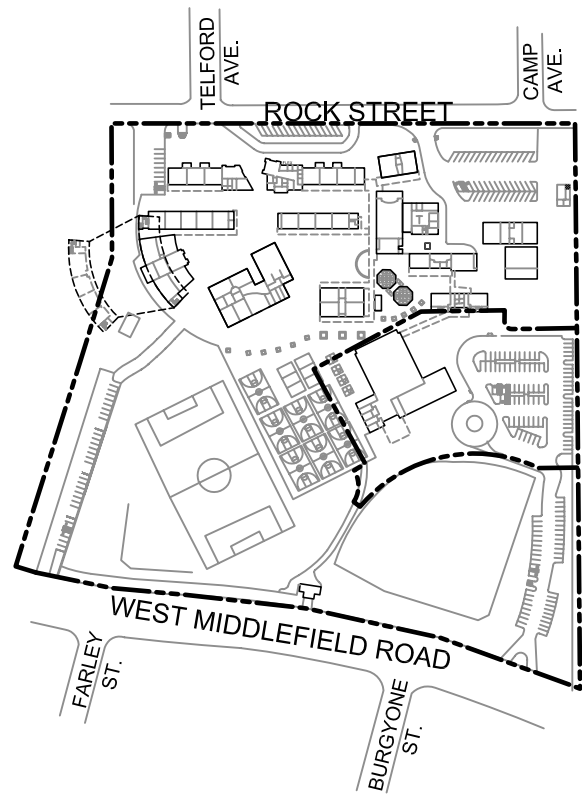 TELFORD
AVE.
CAMP
AVE.
ROCK STREET
WEST MIDDLEFIELD ROAD
FARLEY
ST.
BURGYONE
ST.